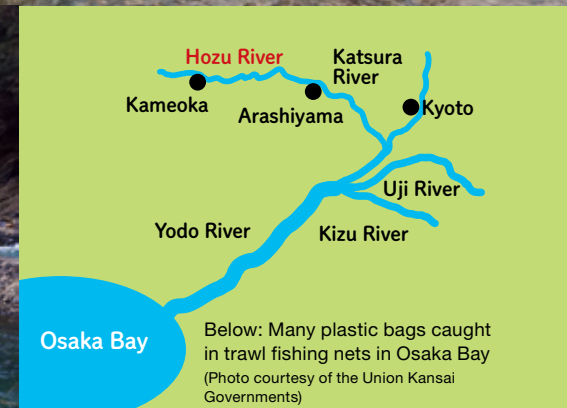 Hozu River
Katsura
River
Kameoka
Arashiyama
Kyoto
Uji River
Yodo River
Kizu River
Osaka Bay
Below: Many plastic bags caught
in trawl fishing nets in Osaka Bay
(Photo courtesy of the Union Kansai
Governments)